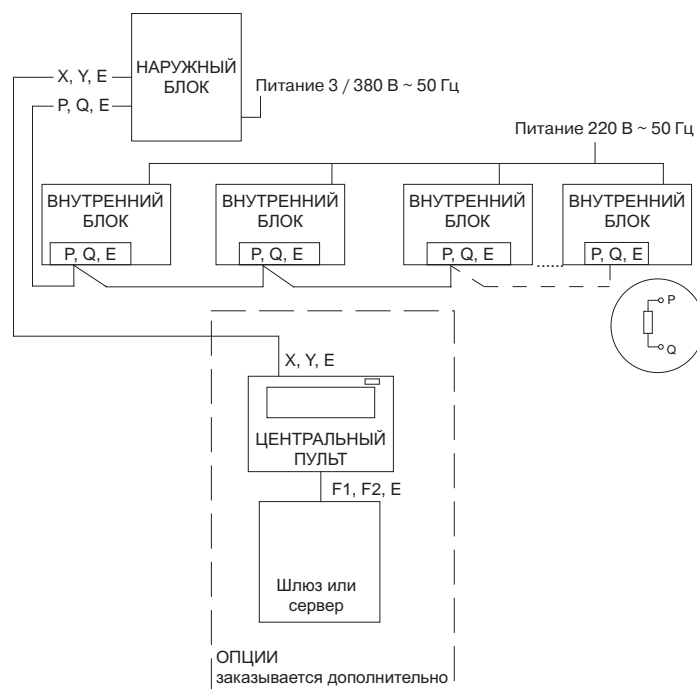 НАРУЖНЫЙ
БЛОК
X, Y, E
P, Q, E
Питание 3 / 380 В ~ 50 Гц
Питание 220 В ~ 50 Гц
ВНУТРЕННИЙ
БЛОК
P, Q, E
ВНУТРЕННИЙ
БЛОК
P, Q, E
ВНУТРЕННИЙ
БЛОК
P, Q, E
ВНУТРЕННИЙ
БЛОК
P, Q, E
P
Q
X, Y, E
ЦЕНТРАЛЬНЫЙ
ПУЛЬТ
F1, F2, E
Шлюз или
сервер
ОПЦИИ
заказывается дополнительно